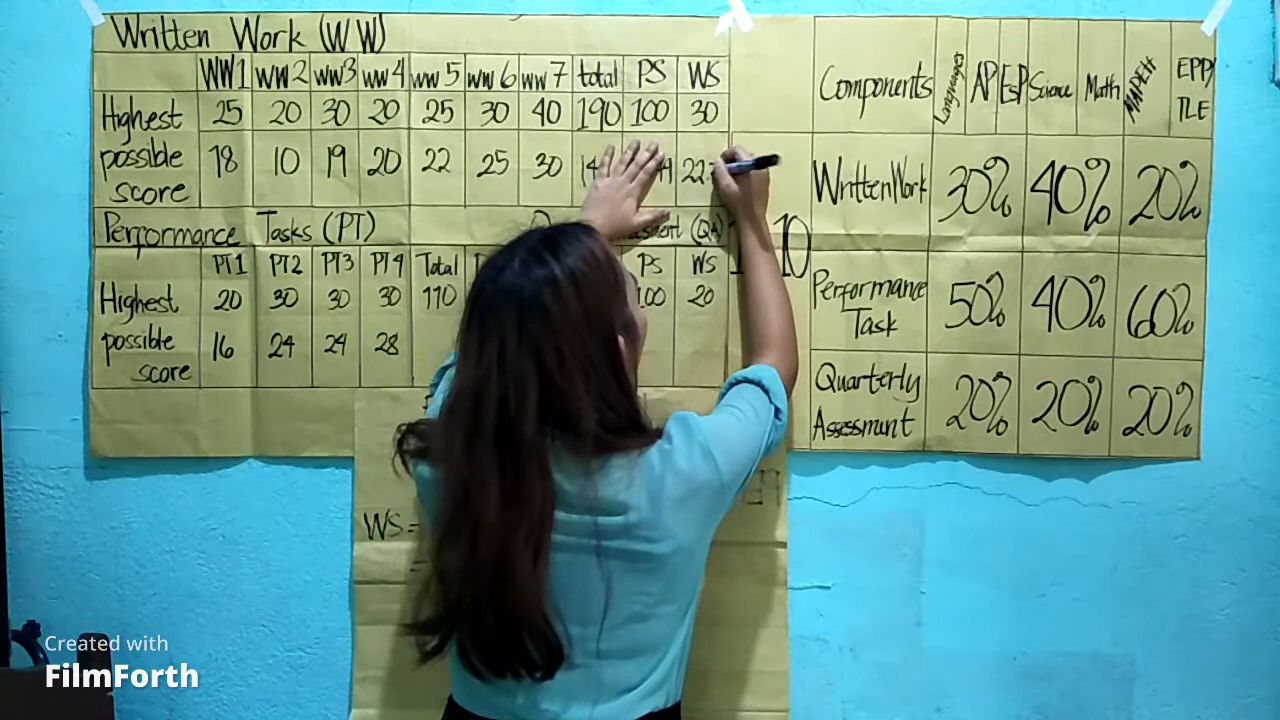 Written Work (WW)
WW1 WW2 WW3 WW4 WW5 WW6 WW7 total PS WS
Highest 25 20 30 20 25 30 40 190 100 30
possible 18 10 19 20 22 25 30 22
score
Performance Tasks (PT) (QA)
PT1 PT2 PT3 PT4 Total PS WS
Highest 20 30 30 30 110 100 20
possible 16 24 24 28
score
WS =
Components Languages AP EsP Science Math MAPEH EPP/
TLE
Written Work 30% 40% 20%
Performance
Task 50% 40% 60%
Quarterly
Assessment 20% 20% 20%
Created with
FilmForth